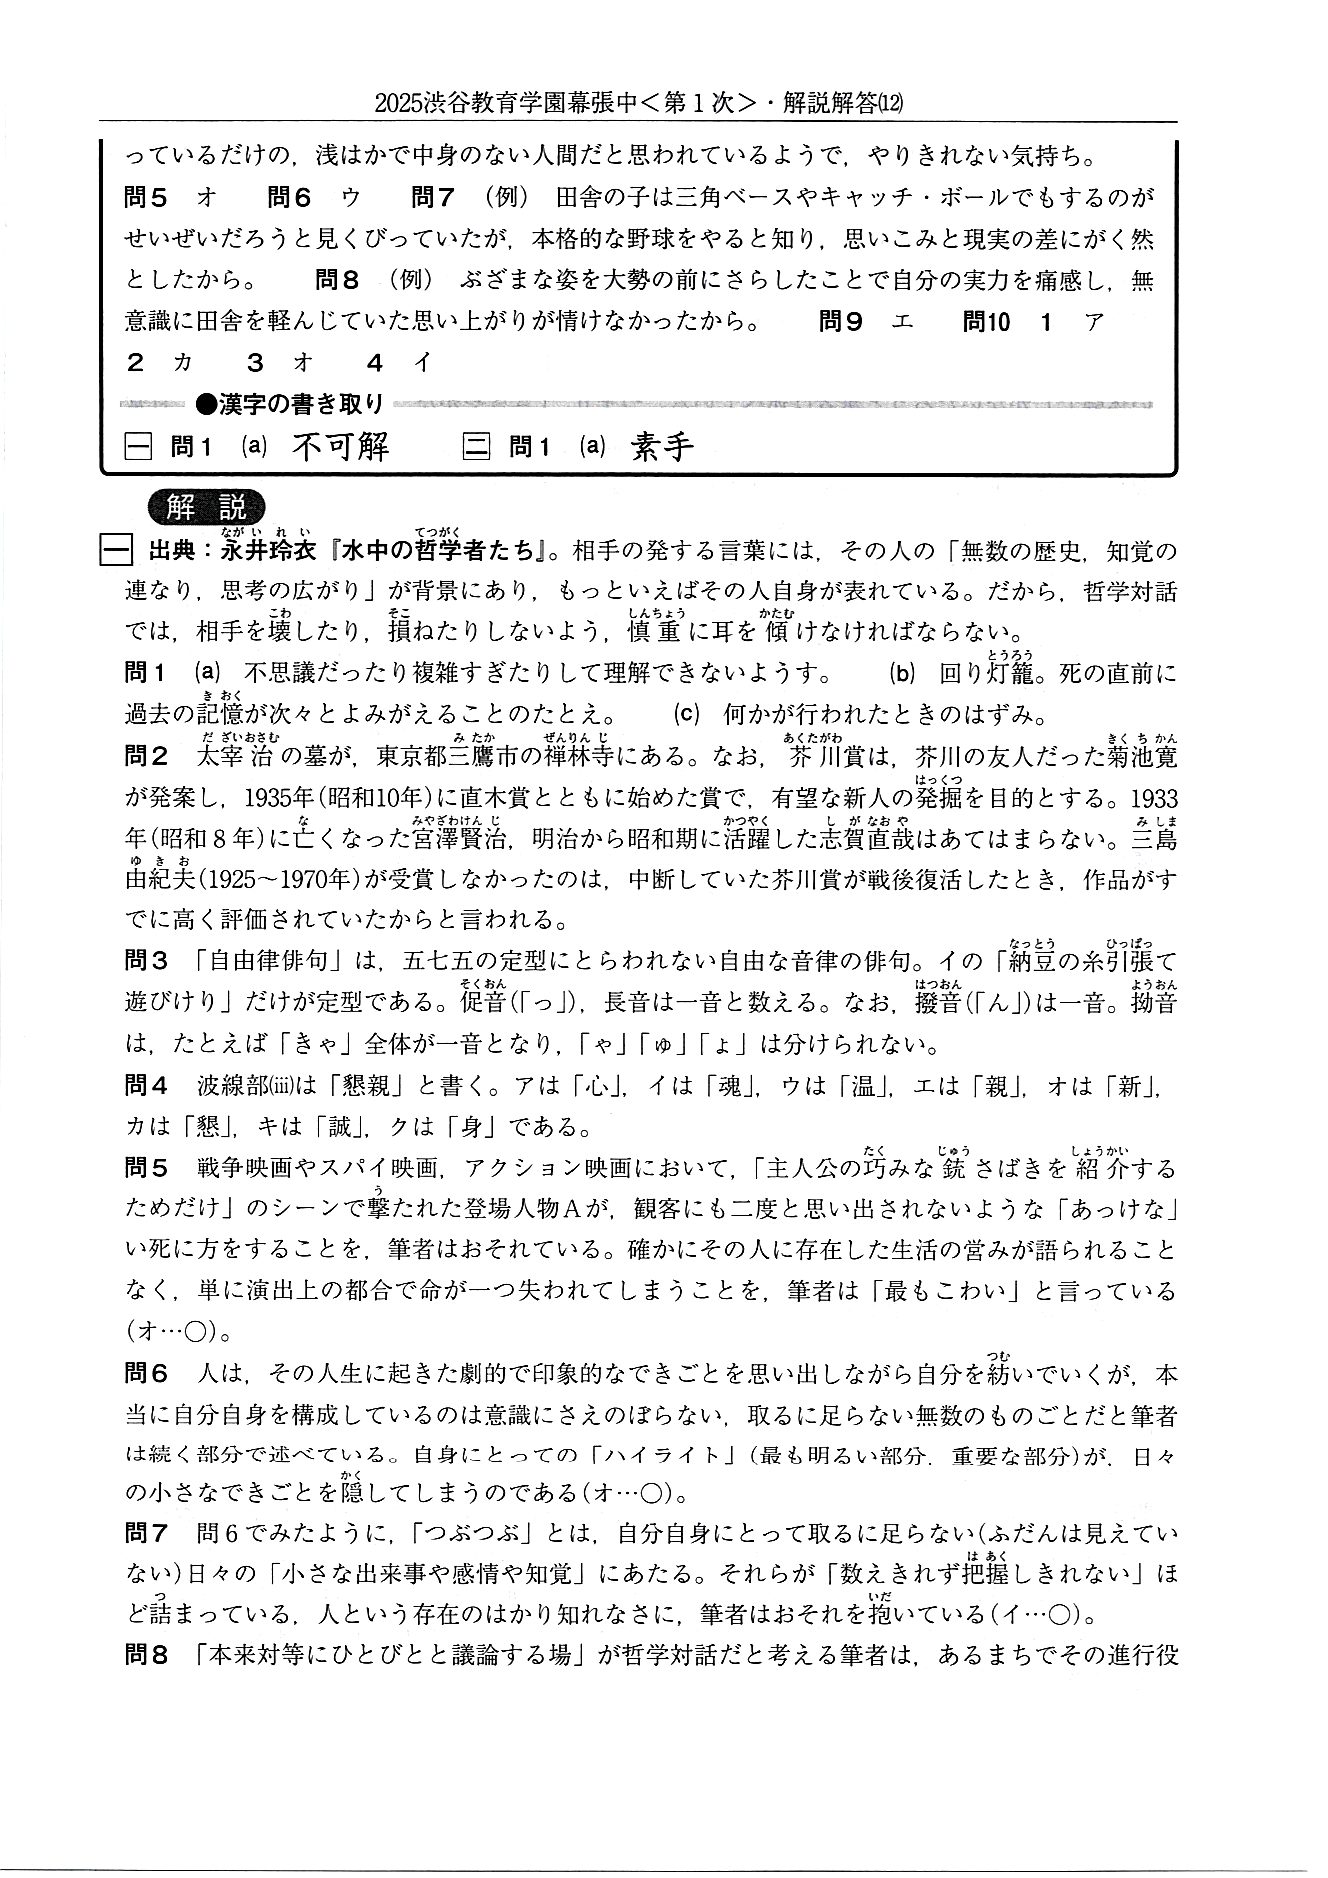 2025渋谷教育学園幕張中＜第１次＞・解説解答⑿
っているだけの，浅はかで中身のない人間だと思われているようで，やりきれない気持ち。
問5　オ　　問6　ウ　　問7　（例）　田舎の子は三角ベースやキャッチ・ボールでもするのが
せいぜいだろうと見くびっていたが，本格的な野球をやると知り，思いこみと現実の差にがく然
としたから。　　問8　（例）　ぶざまな姿を大勢の前にさらしたことで自分の実力を痛感し，無
意識に田舎を軽んじていた思い上がりが情けなかったから。　　問9　エ　　問10　1　ア
2　カ　　3　オ　　4　イ
●漢字の書き取り
一　問1　(a)　不可解　　二　問1　(a)　素手
解　説
一　出典：永井玲衣『水中の哲学者たち』。相手の発する言葉には，その人の「無数の歴史，知覚の
連なり，思考の広がり」が背景にあり，もっといえばその人自身が表れている。だから，哲学対話
では，相手を壊したり，損ねたりしないよう，慎重に耳を傾けなければならない。
問1　(a)　不思議だったり複雑すぎたりして理解できないようす。　　(b)　回り灯籠。死の直前に
過去の記憶が次々とよみがえることのたとえ。　　(c)　何かが行われたときのはずみ。
問2　太宰治の墓が，東京都三鷹市の禅林寺にある。なお，芥川賞は，芥川の友人だった菊池寛
が発案し，1935年(昭和10年)に直木賞とともに始めた賞で，有望な新人の発掘を目的とする。1933
年(昭和８年)に亡くなった宮澤賢治，明治から昭和期に活躍した志賀直哉はあてはまらない。三島
由紀夫(1925～1970年)が受賞しなかったのは，中断していた芥川賞が戦後復活したとき，作品がす
でに高く評価されていたからと言われる。
問3　「自由律俳句」は，五七五の定型にとらわれない自由な音律の俳句。イの「納豆の糸引張て
遊びけり」だけが定型である。促音(「っ」)，長音は一音と数える。なお，撥音(「ん」)は一音。拗音
は，たとえば「きゃ」全体が一音となり，「ゃ」「ゅ」「ょ」は分けられない。
問4　波線部(ⅲ)は「懇親」と書く。アは「心」，イは「魂」，ウは「温」，エは「親」，オは「新」，
カは「懇」，キは「誠」，クは「身」である。
問5　戦争映画やスパイ映画，アクション映画において，「主人公の巧みな銃さばきを紹介する
ためだけ」のシーンで撃たれた登場人物Ａが，観客にも二度と思い出されないような「あっけな」
い死に方をすることを，筆者はおそれている。確かにその人に存在した生活の営みが語られること
なく，単に演出上の都合で命が一つ失われてしまうことを，筆者は「最もこわい」と言っている
(オ…○)。
問6　人は，その人生に起きた劇的で印象的なできごとを思い出しながら自分を紡いでいくが，本
当に自分自身を構成しているのは意識にさえのぼらない，取るに足らない無数のものごとだと筆者
は続く部分で述べている。自身にとっての「ハイライト」(最も明るい部分．重要な部分)が，日々
の小さなできごとを隠してしまうのである(オ…○)。
問7　問６でみたように，「つぶつぶ」とは，自分自身にとって取るに足らない(ふだんは見えてい
ない)日々の「小さな出来事や感情や知覚」にあたる。それらが「数えきれず把握しきれない」ほ
ど詰まっている，人という存在のはかり知れなさに，筆者はおそれを抱いている(イ…○)。
問8　「本来対等にひとびとと議論する場」が哲学対話だと考える筆者は，あるまちでその進行役